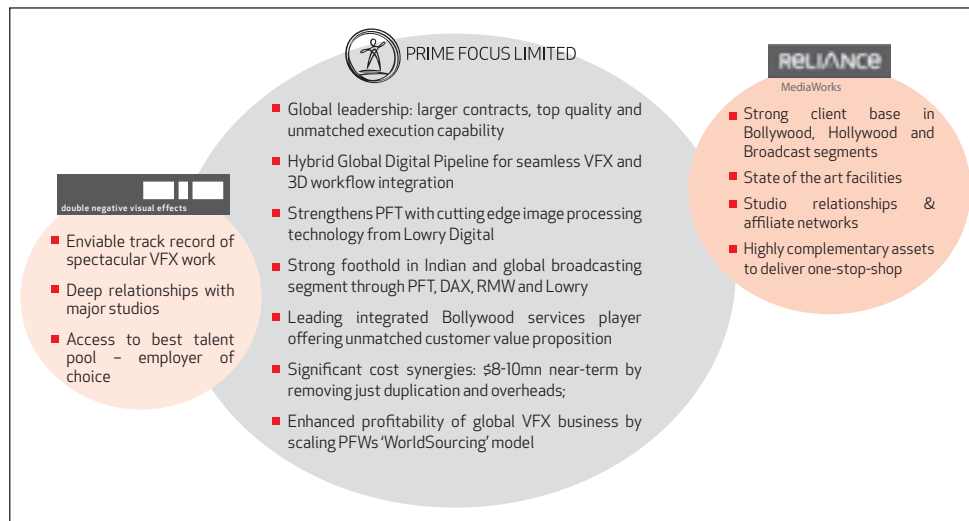 PRIME FOCUS LIMITED
Global leadership: larger contracts, top quality and
unmatched execution capability
Hybrid Global Digital Pipeline for seamless VFX and
3D workflow integration
Strengthens PFT with cutting edge image processing
technology from Lowry Digital
Strong foothold in Indian and global broadcasting
segment through PFT, DAX, RMW and Lowry
Leading integrated Bollywood services player
offering unmatched customer value proposition
Significant cost synergies: $8-10mn near-term by
removing just duplication and overheads;
Enhanced profitability of global VFX business by
scaling PFWs ‘WorldSourcing’ model
double negative visual effects
Enviable track record of
spectacular VFX work
Deep relationships with
major studios
Access to best talent
pool – employer of
choice
RELIANCE
MediaWorks
Strong client base in
Bollywood, Hollywood and
Broadcast segments
State of the art facilities
Studio relationships &
affiliate networks
Highly complementary assets
to deliver one-stop-shop